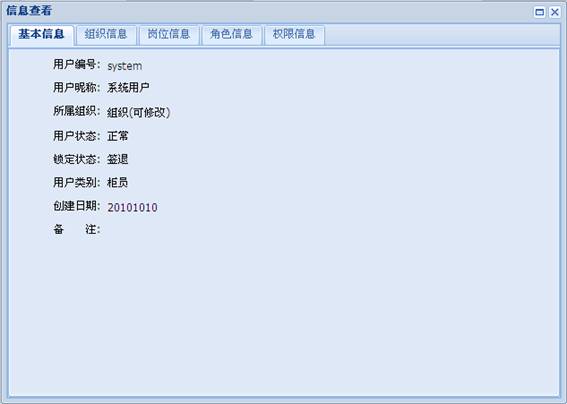 信息查看
基本信息 组织信息 岗位信息 角色信息 权限信息
用户编号: system
用户昵称: 系统用户
所属组织: 组织(可修改)
用户状态: 正常
锁定状态: 签退
用户类别: 柜员
创建日期: 20101010
备 注: